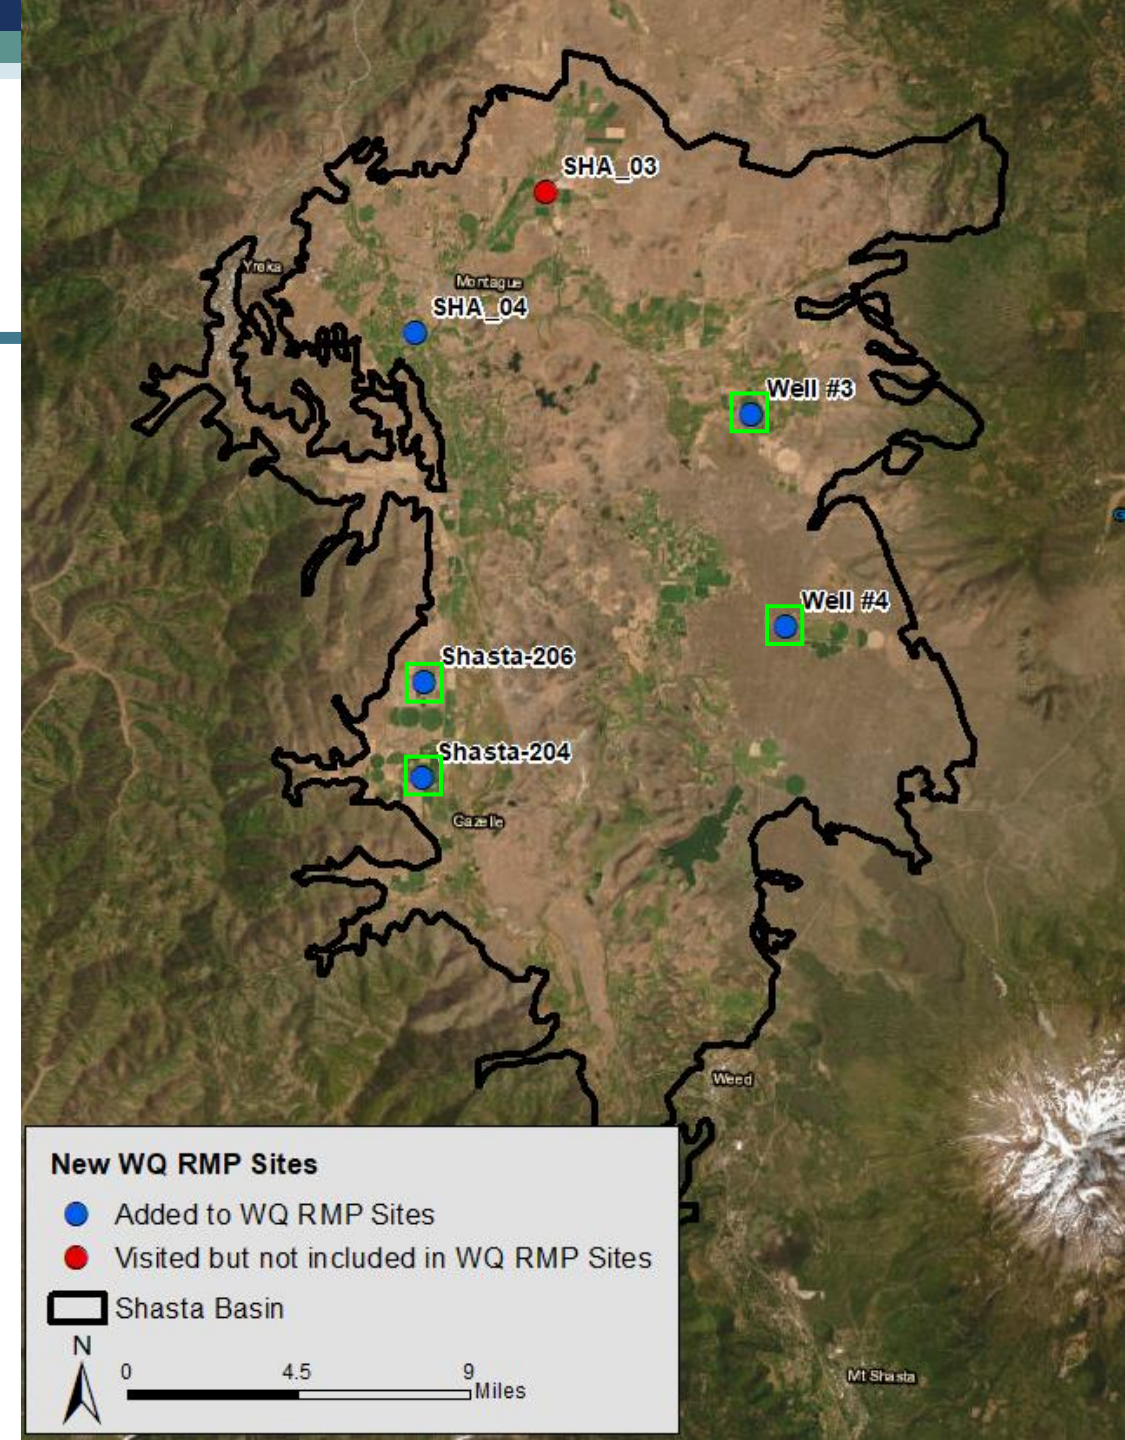 SHA_03
Yreka
Montague
SHA_04
Well #3
Well #4
Shasta-206
Shasta-204
Gazelle
Weed
New WQ RMP Sites
Added to WQ RMP Sites
Visited but not included in WQ RMP Sites
Shasta Basin
N
0 4.5 9
Miles
Mt Shasta